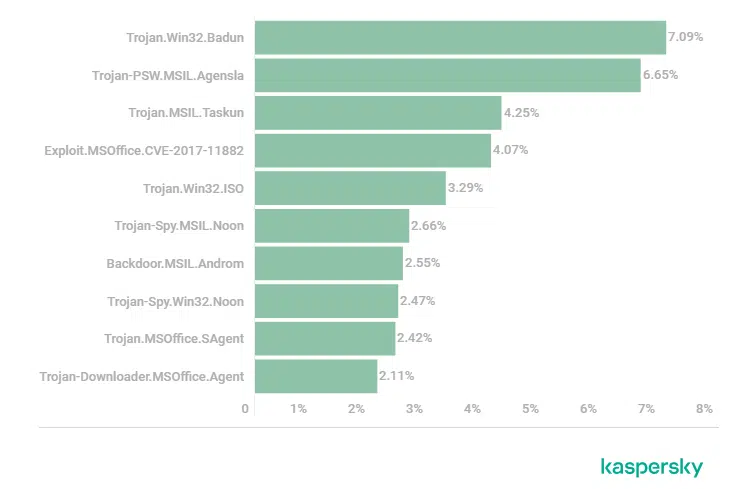 Trojan.Win32.Badun 7.09%
Trojan-PSW.MSIL.Agensla 6.65%
Trojan.MSIL.Taskun 4.25%
Exploit.MSOffice.CVE-2017-11882 4.07%
Trojan.Win32.ISO 3.29%
Trojan-Spy.MSIL.Noon 2.66%
Backdoor.MSIL.Androm 2.55%
Trojan-Spy.Win32.Noon 2.47%
Trojan.MSOffice.SAgent 2.42%
Trojan-Downloader.MSOffice.Agent 2.11%
0 1% 2% 3% 4% 5% 6% 7% 8%
kaspersky